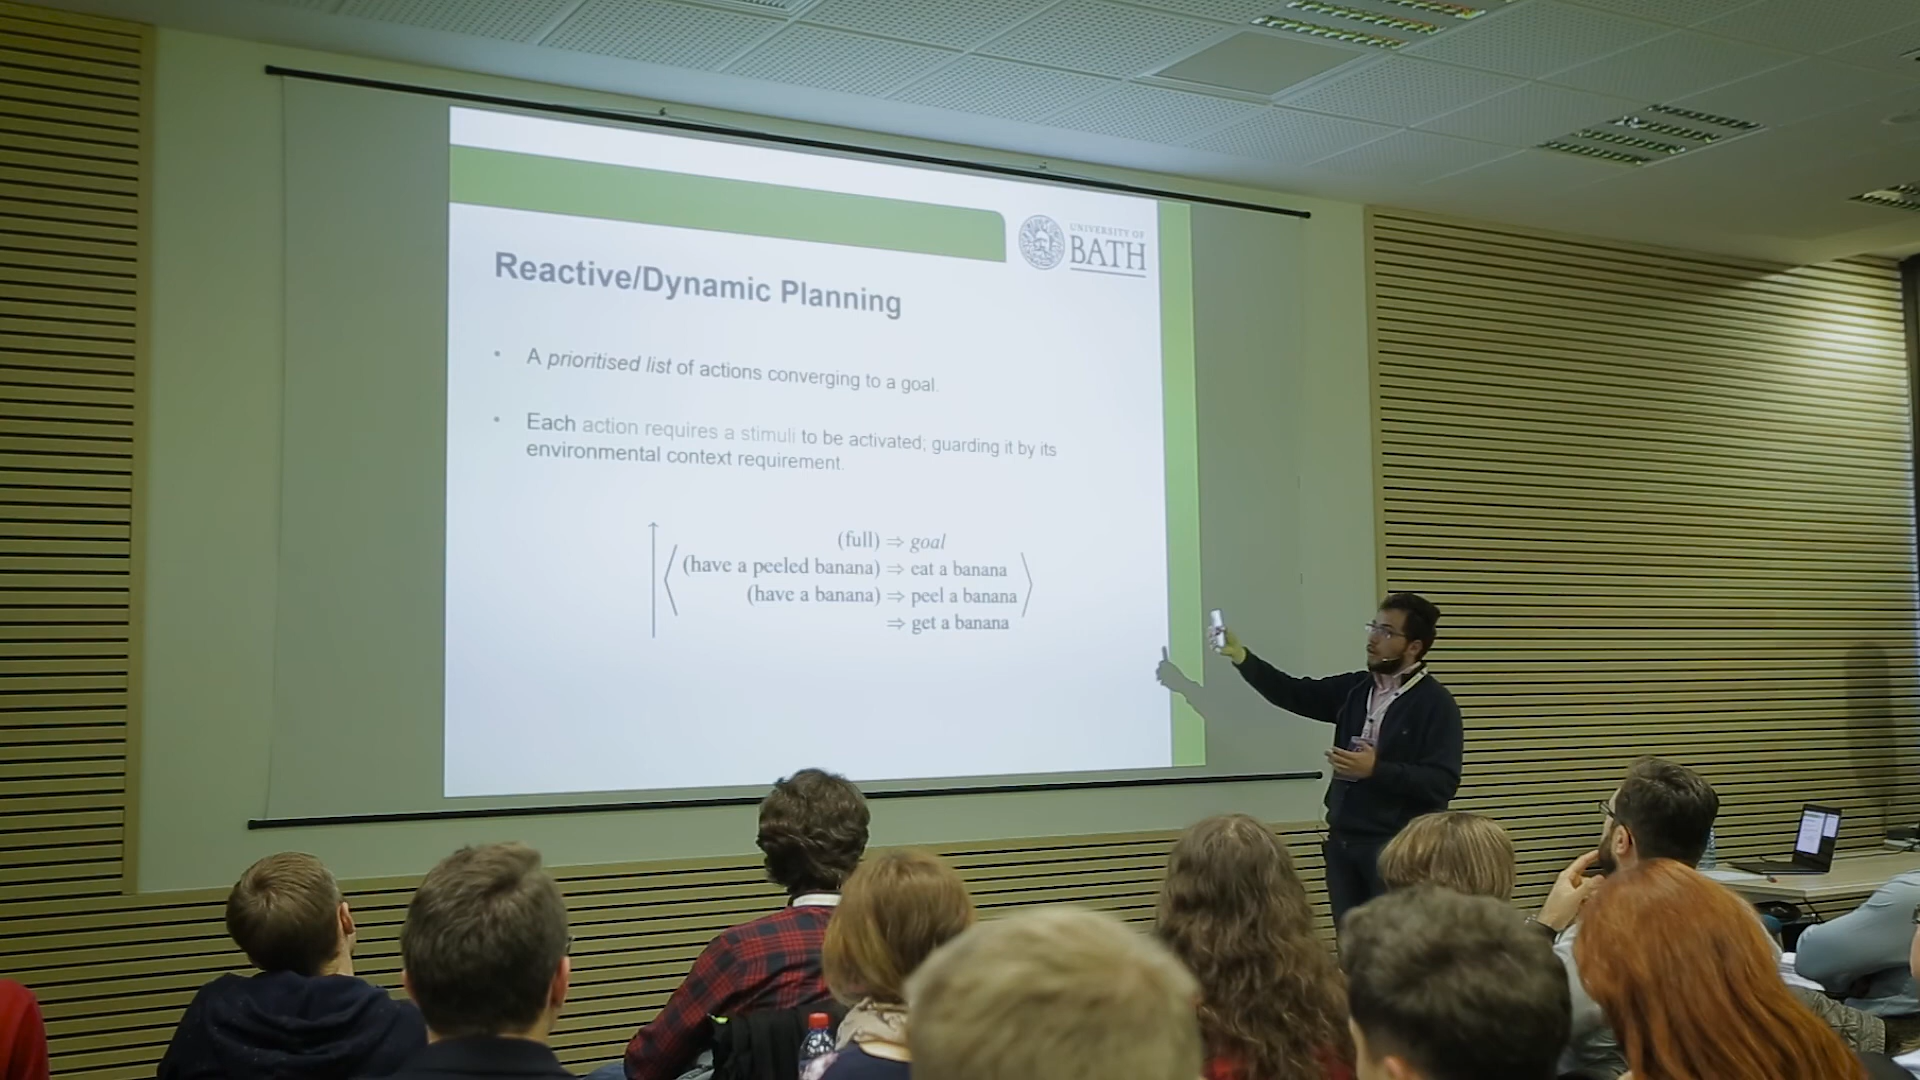 UNIVERSITY OF
BATH
Reactive/Dynamic Planning
• A prioritised list of actions converging to a goal.
• Each action requires a stimuli to be activated; guarding it by its
environmental context requirement.
(full) ⇒ goal
(have a peeled banana) ⇒ eat a banana
(have a banana) ⇒ peel a banana
⇒ get a banana